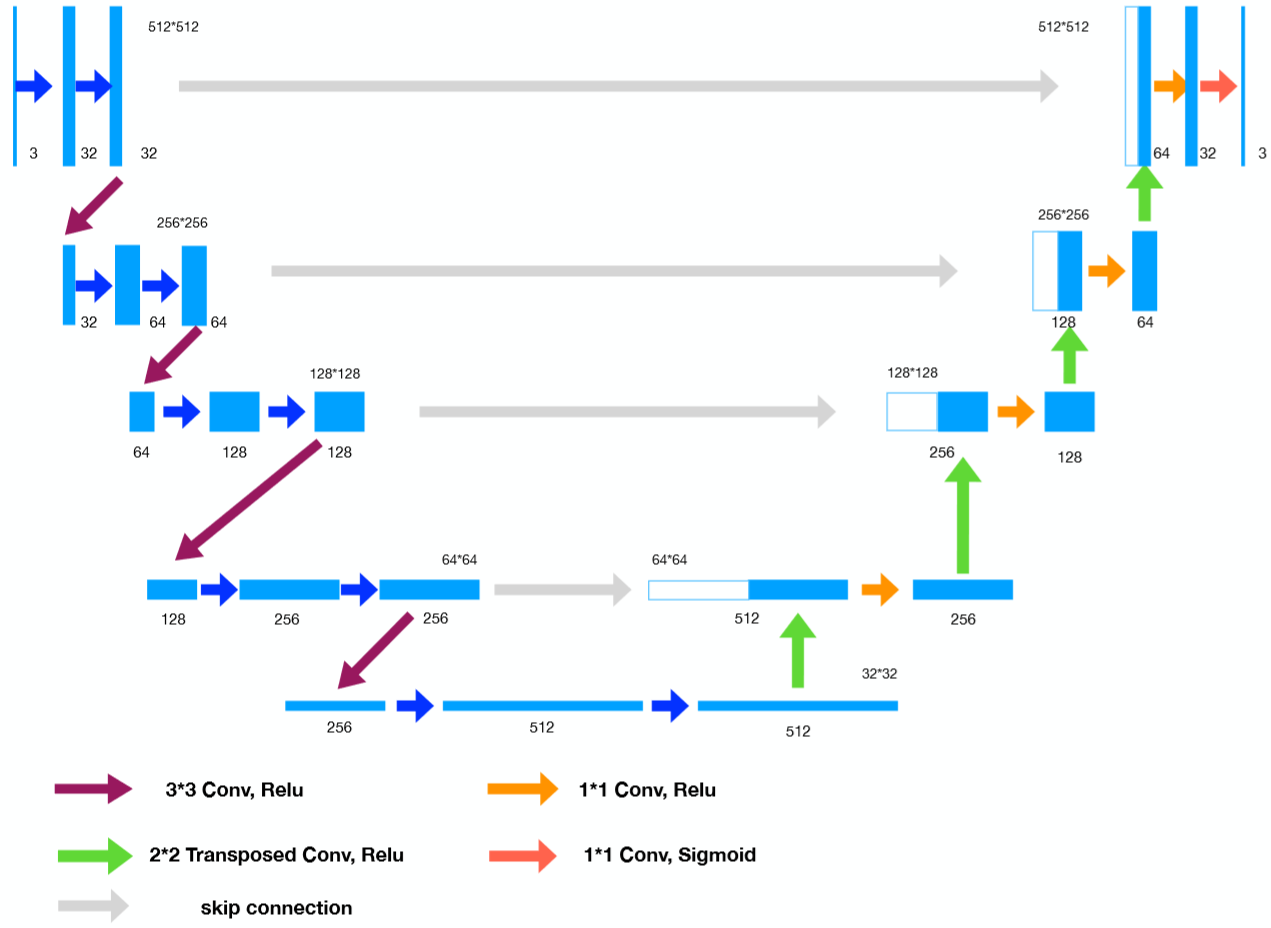 512*512 512*512
3 32 32 64 32 3
256*256 256*256
32 64 64 128 64
128*128 128*128
64 128 128 256 128
64*64 64*64
128 256 256 512 256
32*32
256 512 512
3*3 Conv, Relu 1*1 Conv, Relu
2*2 Transposed Conv, Relu 1*1 Conv, Sigmoid
skip connection